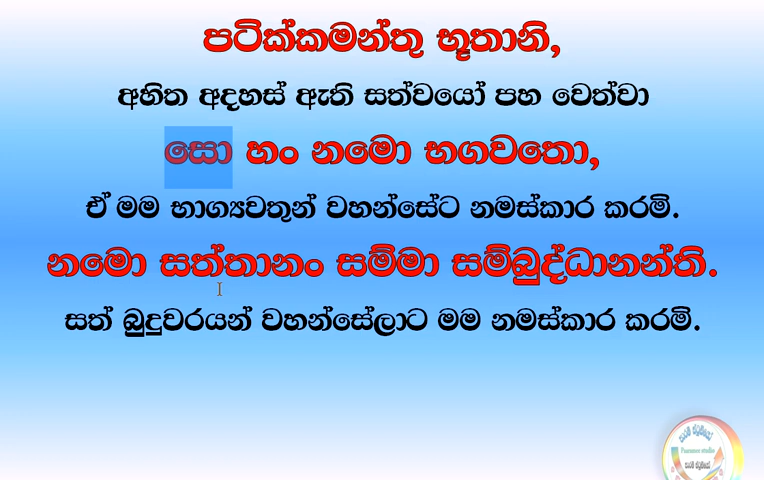 පටික්කමන්තු භූතානි,
අහිත අදහස් ඇති සත්වයෝ පහ වෙත්වා
සො හං නමො භගවතො,
ඒ මම භාග්‍යවතුන් වහන්සේට නමස්කාර කරමි.
නමො සත්තානං සම්මා සම්බුද්ධානන්ති.
සත් බුදුවරයන් වහන්සේලාට මම නමස්කාර කරමි.